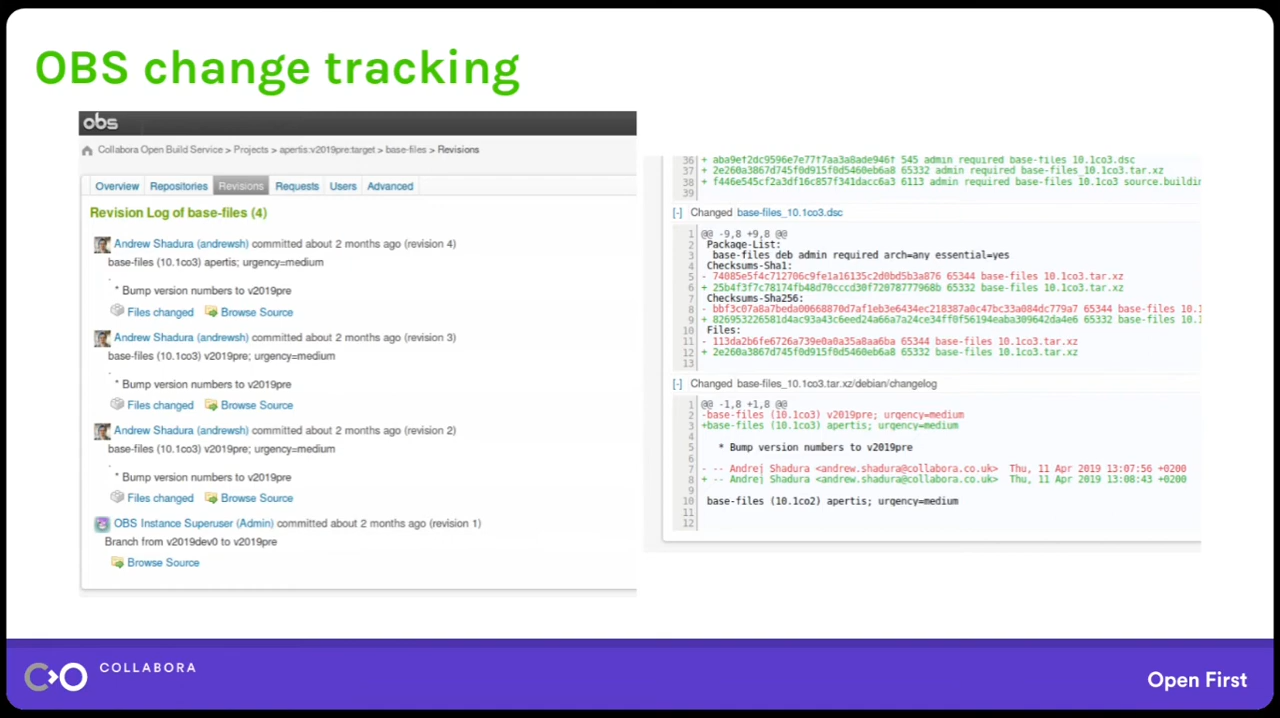 OBS change tracking
obs
Collabora Open Build Service > Projects > apertis:v2019pre:target > base-files > Revisions
Overview Repositories Revisions Requests Users Advanced
Revision Log of base-files (4)
Andrew Shadura (andrewsh) committed about 2 months ago (revision 4)
base-files (10.1co3) apertis; urgency=medium
.
* Bump version numbers to v2019pre
Files changed Browse Source
Andrew Shadura (andrewsh) committed about 2 months ago (revision 3)
base-files (10.1co3) v2019pre; urgency=medium
.
* Bump version numbers to v2019pre
Files changed Browse Source
Andrew Shadura (andrewsh) committed about 2 months ago (revision 2)
base-files (10.1co3) v2019pre; urgency=medium
.
* Bump version numbers to v2019pre
Files changed Browse Source
OBS Instance Superuser (Admin) committed about 2 months ago (revision 1)
Branch from v2019dev0 to v2019pre
Browse Source
36 + aba9ef2dc9596e7e77f7aa3a8ade946f 545 admin required base-files 10.1co3.dsc
37 + 2e260a3867d745f0d915f0d5460eb6a8 65332 admin required base-files_10.1co3.tar.xz
38 + f446e545cf2a3df16c857f341dacc6a3 6113 admin required base-files 10.1co3 source.buildin
39
[-] Changed base-files_10.1co3.dsc
1 @@ -9,8 +9,8 @@
2 Package-List:
3 base-files deb admin required arch=any essential=yes
4 Checksums-Sha1:
5 - 74085e5f4c712706c9fe1a16135c2d0bd5b3a876 65344 base-files 10.1co3.tar.xz
6 + 25b4f3f7c78174fb48d70cccd30f72078777968b 65332 base-files 10.1co3.tar.xz
7 Checksums-Sha256:
8 - bbf3c07a8a7beda00668870d7af1eb3e6434ec218387a0c47bc33a084dc779a7 65344 base-files 10.1
9 + 826953226581d4ac93a43c6eed24a66a7a24ce34ff0f56194eaba309642da4e6 65332 base-files 10.1
10 Files:
11 - 113da2b6fe6726a739e0a0a35a8aa6ba 65344 base-files 10.1co3.tar.xz
12 + 2e260a3867d745f0d915f0d5460eb6a8 65332 base-files 10.1co3.tar.xz
13
[-] Changed base-files_10.1co3.tar.xz/debian/changelog
1 @@ -1,8 +1,8 @@
2 -base-files (10.1co3) v2019pre; urgency=medium
3 +base-files (10.1co3) apertis; urgency=medium
4
5 * Bump version numbers to v2019pre
6
7 - -- Andrej Shadura <andrew.shadura@collabora.co.uk> Thu, 11 Apr 2019 13:07:56 +0200
8 + -- Andrej Shadura <andrew.shadura@collabora.co.uk> Thu, 11 Apr 2019 13:08:43 +0200
9
10 base-files (10.1co2) apertis; urgency=medium
11
12
COLLABORA
Open First